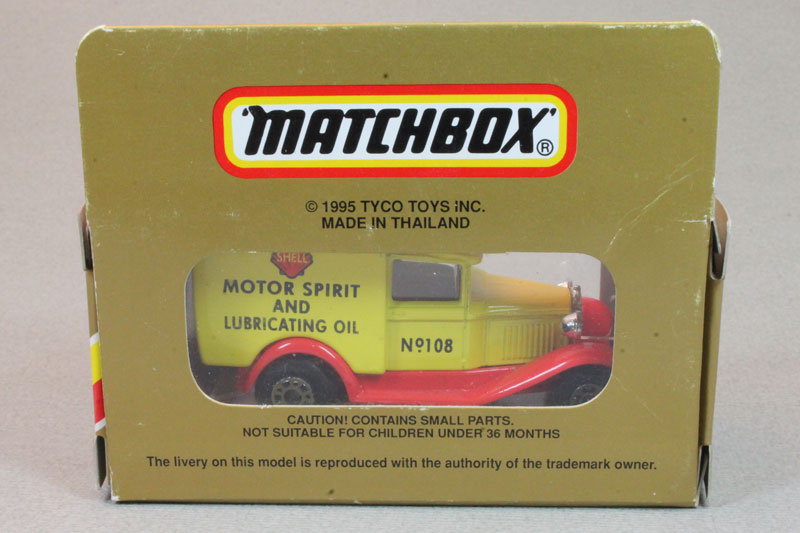 MATCHBOX®
© 1995 TYCO TOYS INC.
MADE IN THAILAND
SHELL
MOTOR SPIRIT
AND
LUBRICATING OIL
Nº108
CAUTION! CONTAINS SMALL PARTS.
NOT SUITABLE FOR CHILDREN UNDER 36 MONTHS
The livery on this model is reproduced with the authority of the trademark owner.